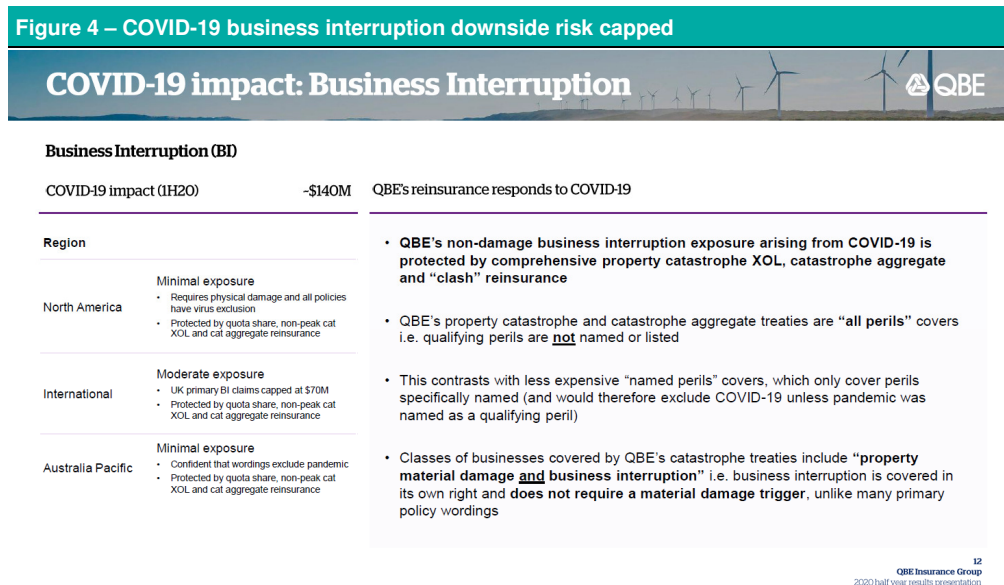 Figure 4 – COVID-19 business interruption downside risk capped
COVID-19 impact: Business Interruption
QBE
Business Interruption (BI)
COVID-19 impact (1H20) ~$140M
QBE's reinsurance responds to COVID-19
Region
North America
Minimal exposure
• Requires physical damage and all policies
have virus exclusion
• Protected by quota share, non-peak cat
XOL and cat aggregate reinsurance
International
Moderate exposure
• UK primary BI claims capped at $70M
• Protected by quota share, non-peak cat
XOL and cat aggregate reinsurance
Australia Pacific
Minimal exposure
• Confident that wordings exclude pandemic
• Protected by quota share, non-peak cat
XOL and cat aggregate reinsurance
• QBE's non-damage business interruption exposure arising from COVID-19 is
protected by comprehensive property catastrophe XOL, catastrophe aggregate
and "clash" reinsurance
• QBE's property catastrophe and catastrophe aggregate treaties are "all perils" covers
i.e. qualifying perils are not named or listed
• This contrasts with less expensive "named perils" covers, which only cover perils
specifically named (and would therefore exclude COVID-19 unless pandemic was
named as a qualifying peril)
• Classes of businesses covered by QBE's catastrophe treaties include "property
material damage and business interruption" i.e. business interruption is covered in
its own right and does not require a material damage trigger, unlike many primary
policy wordings
12
QBE Insurance Group
2020 half year results presentation